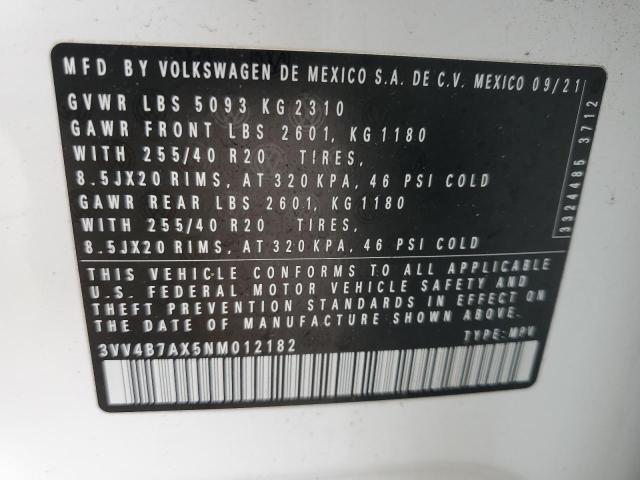 MFD. BY VOLKSWAGEN DE MEXICO S.A. DE C.V. MEXICO 09/21
GVWR LBS 5093 KG 2310
GAWR FRONT LBS 2601, KG 1180
WITH 255/40 R20 TIRES,
8.5JX20 RIMS, AT 320 KPA, 46 PSI COLD
GAWR REAR LBS 2601, KG 1180
WITH 255/40 R20 TIRES,
8.5JX20 RIMS, AT 320 KPA, 46 PSI COLD
3324485 3712
THIS VEHICLE CONFORMS TO ALL APPLICABLE
U.S. FEDERAL MOTOR VEHICLE SAFETY AND
THEFT PREVENTION STANDARDS IN EFFECT ON
THE DATE OF MANUFACTURE SHOWN ABOVE.
3VV4B7AX5NM012182 TYPE: MPV